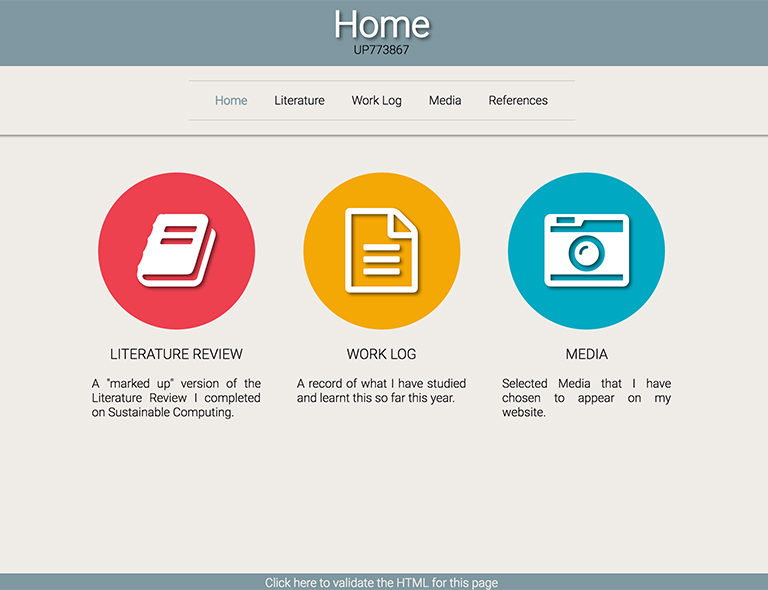 Home
UP773867
Home Literature Work Log Media References
LITERATURE REVIEW
A "marked up" version of the
Literature Review I completed
on Sustainable Computing.
WORK LOG
A record of what I have studied
and learnt this so far this year.
MEDIA
Selected Media that I have
chosen to appear on my
website.
Click here to validate the HTML for this page